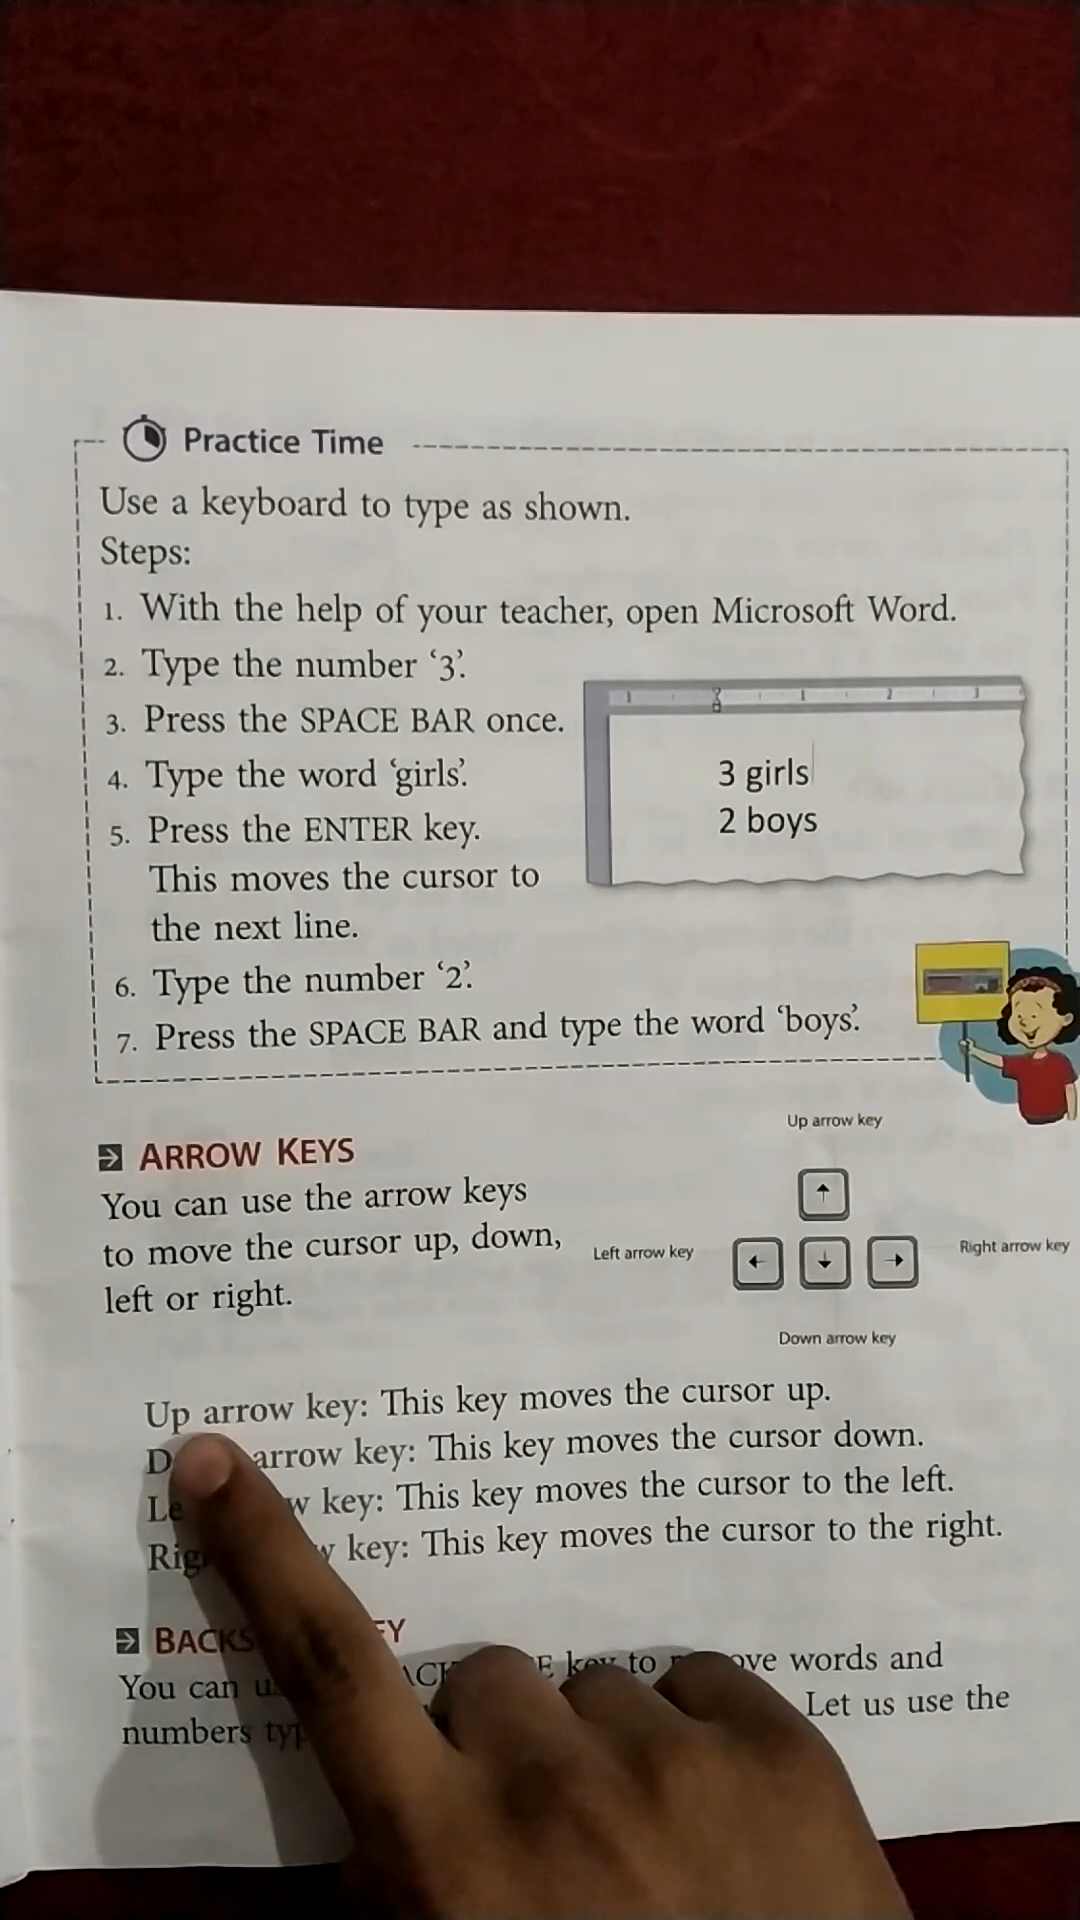 Practice Time
Use a keyboard to type as shown.
Steps:
1. With the help of your teacher, open Microsoft Word.
2. Type the number ‘3’.
3. Press the SPACE BAR once.
4. Type the word ‘girls’.
5. Press the ENTER key.
This moves the cursor to
the next line.
6. Type the number ‘2’.
7. Press the SPACE BAR and type the word ‘boys’.
1 1 2 3
3 girls
2 boys
ARROW KEYS
You can use the arrow keys
to move the cursor up, down,
left or right.
Up arrow key
Left arrow key
Right arrow key
Down arrow key
Up arrow key: This key moves the cursor up.
arrow key: This key moves the cursor down.
key: This key moves the cursor to the left.
key: This key moves the cursor to the right.
You can key to words and
numbers Let us use the